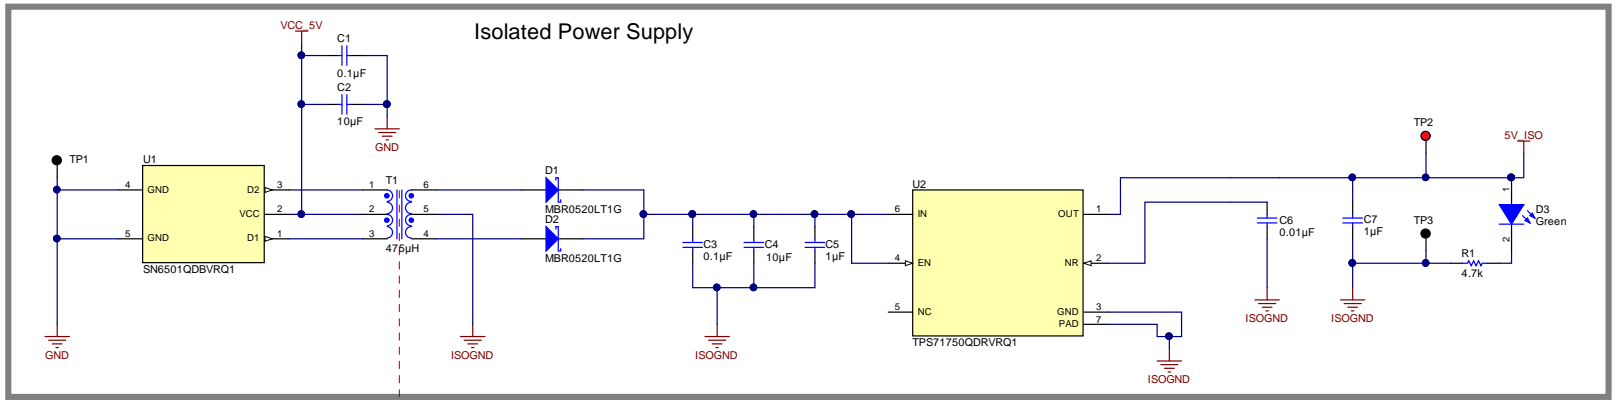 Isolated Power Supply
VCC_5V
C1
0.1µF
C2
10µF
GND
TP1
U1
4 GND
D2 3
VCC 2
5 GND
D1 1
SN6501QDBVRQ1
GND
T1
1 6
2 5
3 4
475µH
ISOGND
D1
MBR0520LT1G
D2
MBR0520LT1G
C3
0.1µF
C4
10µF
C5
1µF
ISOGND
U2
6 IN
OUT 1
4 EN
NR 2
5 NC
GND 3
PAD 7
TPS71750QDRVRQ1
ISOGND
C6
0.01µF
ISOGND
C7
1µF
ISOGND
TP2
TP3
5V_ISO
1
D3
Green
2
R1
4.7k